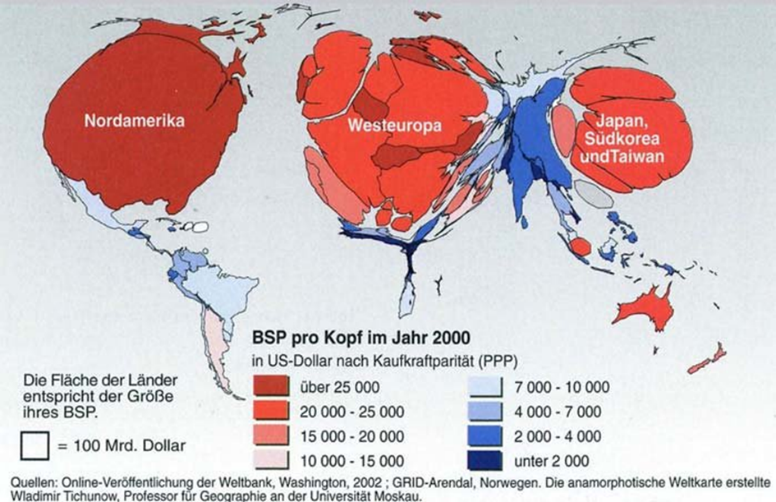 Nordamerika
Westeuropa
Japan,
Südkorea
undTaiwan
BSP pro Kopf im Jahr 2000
in US-Dollar nach Kaufkraftparität (PPP)
über 25 000
20 000 - 25 000
15 000 - 20 000
10 000 - 15 000
7 000 - 10 000
4 000 - 7 000
2 000 - 4 000
unter 2 000
Die Fläche der Länder
entspricht der Größe
ihres BSP.
= 100 Mrd. Dollar
Quellen: Online-Veröffentlichung der Weltbank, Washington, 2002 ; GRID-Arendal, Norwegen. Die anamorphotische Weltkarte erstellte
Wladimir Tichunow, Professor für Geographie an der Universität Moskau.